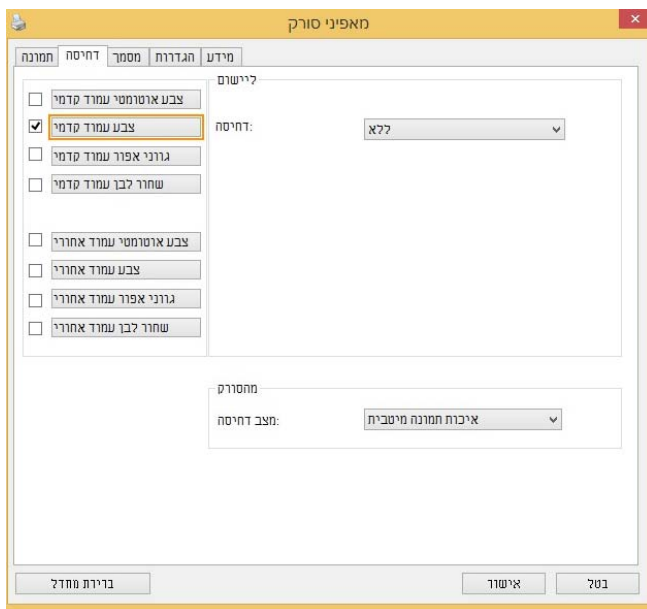 מאפיני סורק
תמונה
דחיסה
מסמך
הגדרות
מידע
צבע אוטומטי עמוד קדמי
צבע עמוד קדמי
גווני אפור עמוד קדמי
שחור לבן עמוד קדמי
צבע אוטומטי עמוד אחורי
צבע עמוד אחורי
גווני אפור עמוד אחורי
שחור לבן עמוד אחורי
ליישום
דחיסה:
ללא
מהסורק
מצב דחיסה:
איכות תמונה מיטבית
ברירת מחדל
אישור
בטל